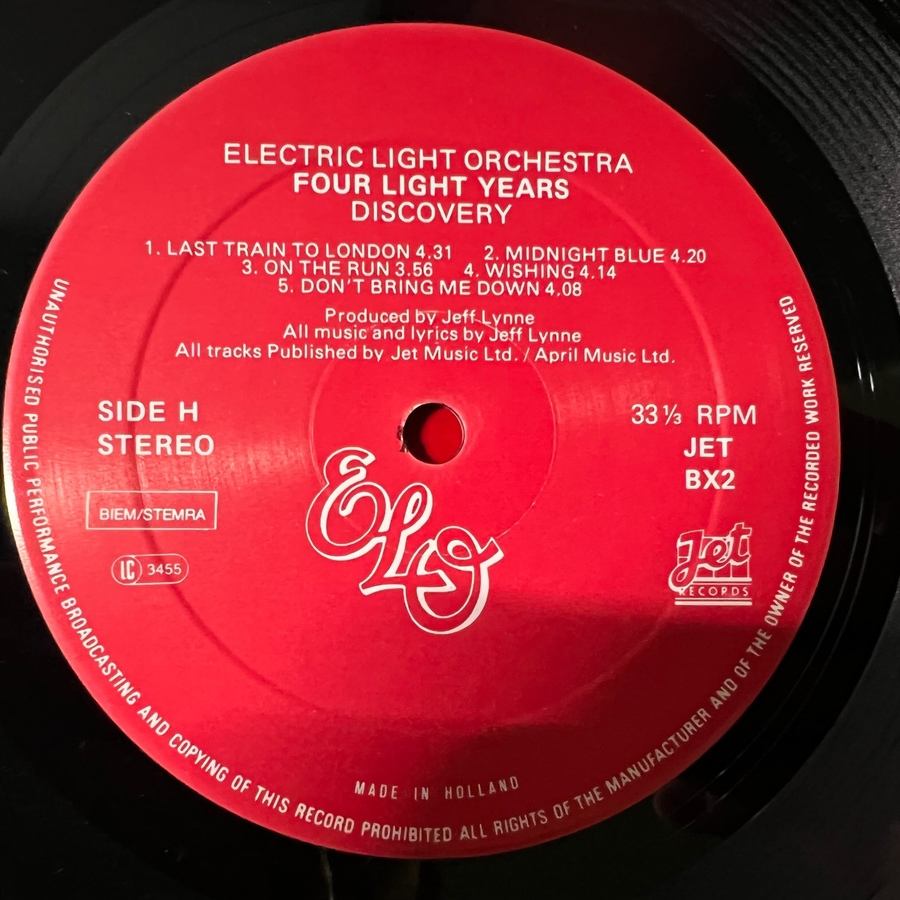 ELECTRIC LIGHT ORCHESTRA
FOUR LIGHT YEARS
DISCOVERY
1. LAST TRAIN TO LONDON 4.31 2. MIDNIGHT BLUE 4.20
3. ON THE RUN 3.56 4. WISHING 4.14
5. DON'T BRING ME DOWN 4.08
Produced by Jeff Lynne
All music and lyrics by Jeff Lynne
All tracks Published by Jet Music Ltd. / April Music Ltd.
SIDE H
STEREO
33⅓ RPM
JET
BX2
BIEM/STEMRA
LC 3455
ELO
Jet
RECORDS
MADE IN HOLLAND
UNAUTHORISED PUBLIC PERFORMANCE BROADCASTING AND COPYING OF THIS RECORD PROHIBITED ALL RIGHTS OF THE MANUFACTURER AND OF THE OWNER OF THE RECORDED WORK RESERVED